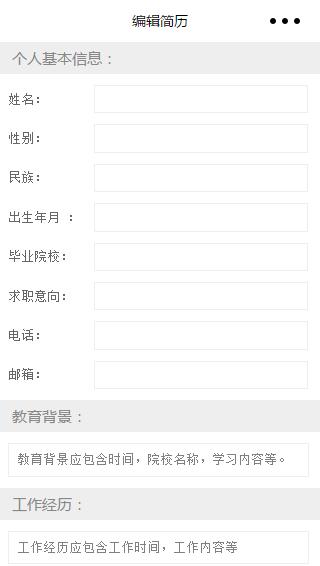 编辑简历
个人基本信息：
姓名：
性别：
民族：
出生年月 ：
毕业院校：
求职意向：
电话：
邮箱：
教育背景：
教育背景应包含时间，院校名称，学习内容等。
工作经历：
工作经历应包含工作时间，工作内容等